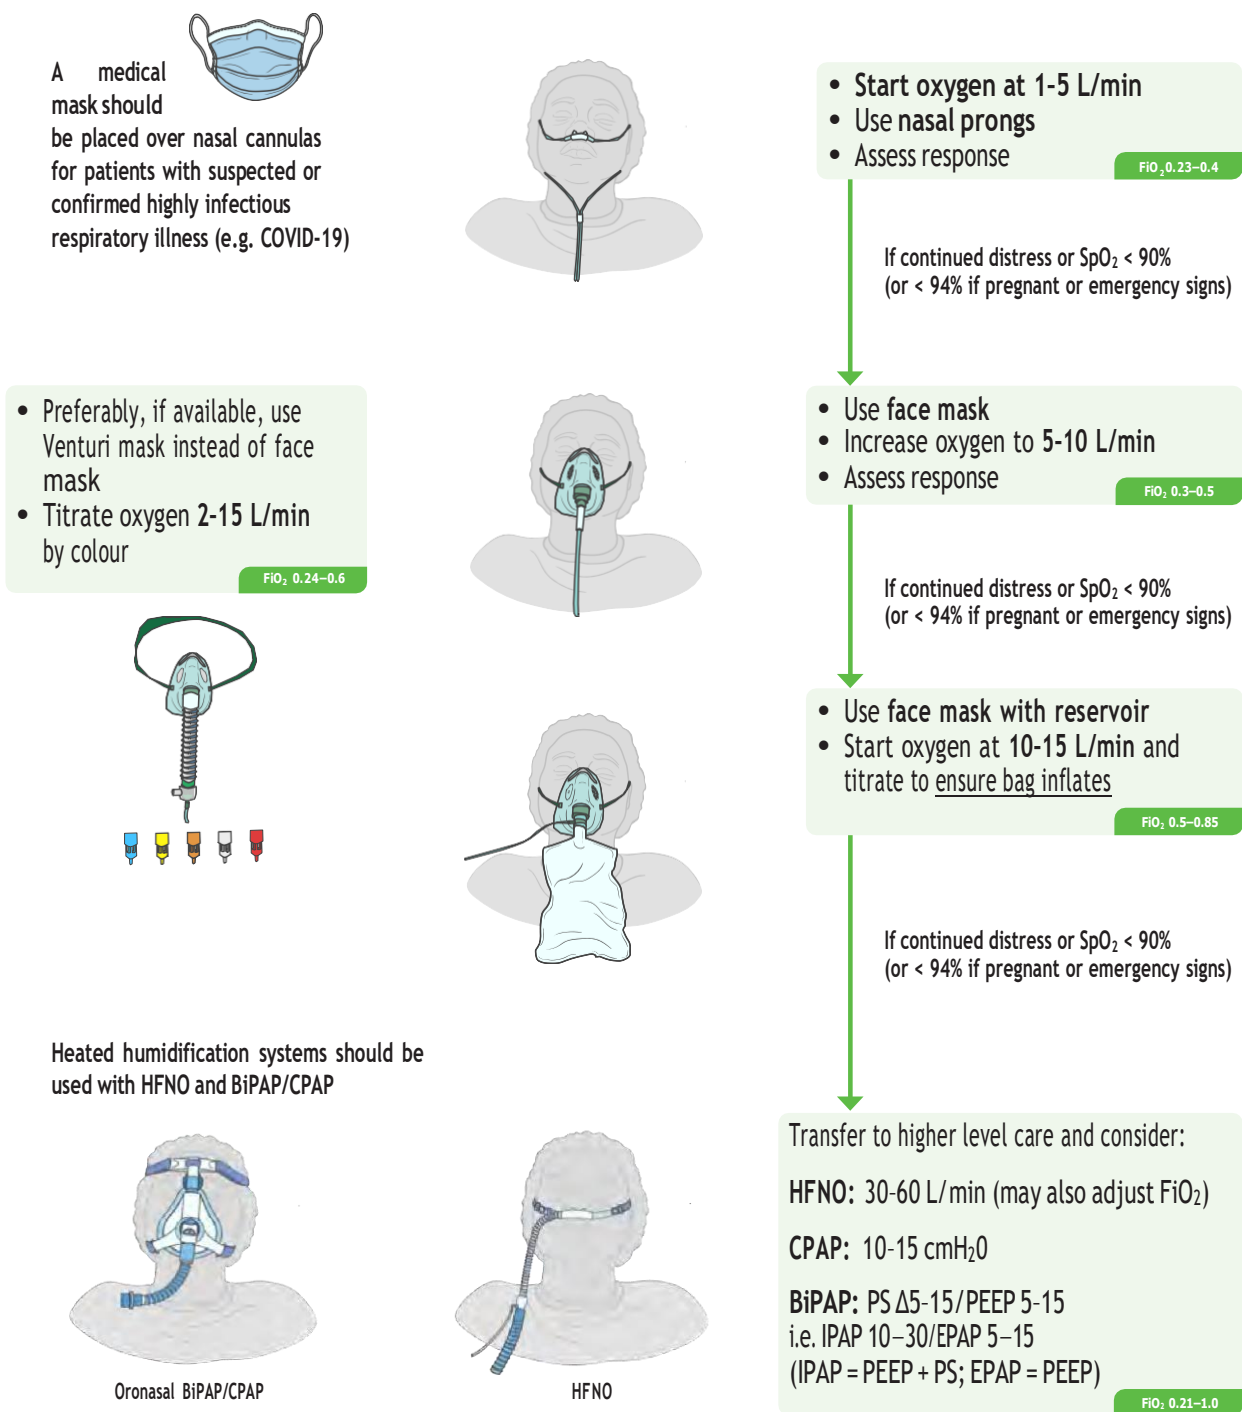 A medical
mask should
be placed over nasal cannulas
for patients with suspected or
confirmed highly infectious
respiratory illness (e.g. COVID-19)
• Start oxygen at 1-5 L/min
• Use nasal prongs
• Assess response
FiO₂ 0.23–0.4
If continued distress or SpO₂ < 90%
(or < 94% if pregnant or emergency signs)
• Preferably, if available, use
Venturi mask instead of face
mask
• Titrate oxygen 2-15 L/min
by colour
FiO₂ 0.24–0.6
• Use face mask
• Increase oxygen to 5-10 L/min
• Assess response
FiO₂ 0.3–0.5
If continued distress or SpO₂ < 90%
(or < 94% if pregnant or emergency signs)
• Use face mask with reservoir
• Start oxygen at 10-15 L/min and
titrate to ensure bag inflates
FiO₂ 0.5–0.85
If continued distress or SpO₂ < 90%
(or < 94% if pregnant or emergency signs)
Heated humidification systems should be
used with HFNO and BiPAP/CPAP
Oronasal BiPAP/CPAP
HFNO
Transfer to higher level care and consider:
HFNO: 30-60 L/min (may also adjust FiO₂)
CPAP: 10-15 cmH₂0
BiPAP: PS Δ5-15/PEEP 5-15
i.e. IPAP 10–30/EPAP 5–15
(IPAP = PEEP + PS; EPAP = PEEP)
FiO₂ 0.21–1.0